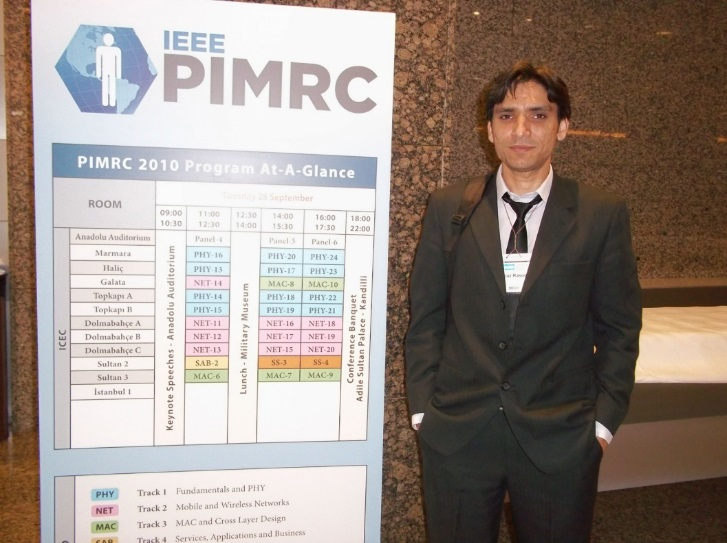 IEEE
PIMRC
PIMRC 2010 Program At-A-Glance
ROOM
Tuesday 28 September
09:00 10:30 11:00 12:30 12:30 14:00 14:00 15:30 16:00 17:30 18:00 22:00
ICEC
Keynote Speeches - Anadolu Auditorium
Lunch - Military Museum
Conference Banquet
Adile Sultan Palace - Kandilli
Anadolu Auditorium Panel 4 Panel 5 Panel 6
Marmara PHY-16 PHY-20 PHY-24
Haliç PHY-13 PHY-17 PHY-23
Galata NET-14 MAC-8 MAC-10
Topkapı A PHY-14 PHY-18 PHY-22
Topkapı B PHY-15 PHY-19 PHY-21
Dolmabahçe A NET-11 NET-16 NET-18
Dolmabahçe B NET-12 NET-17 NET-19
Dolmabahçe C NET-13 NET-15 NET-20
Sultan 2 SAB-2 SS-3 SS-4
Sultan 3 MAC-6 MAC-7 MAC-9
İstanbul 1
PHY Track 1 Fundamentals and PHY
NET Track 2 Mobile and Wireless Networks
MAC Track 3 MAC and Cross Layer Design
SAB Track 4 Services, Applications and Business